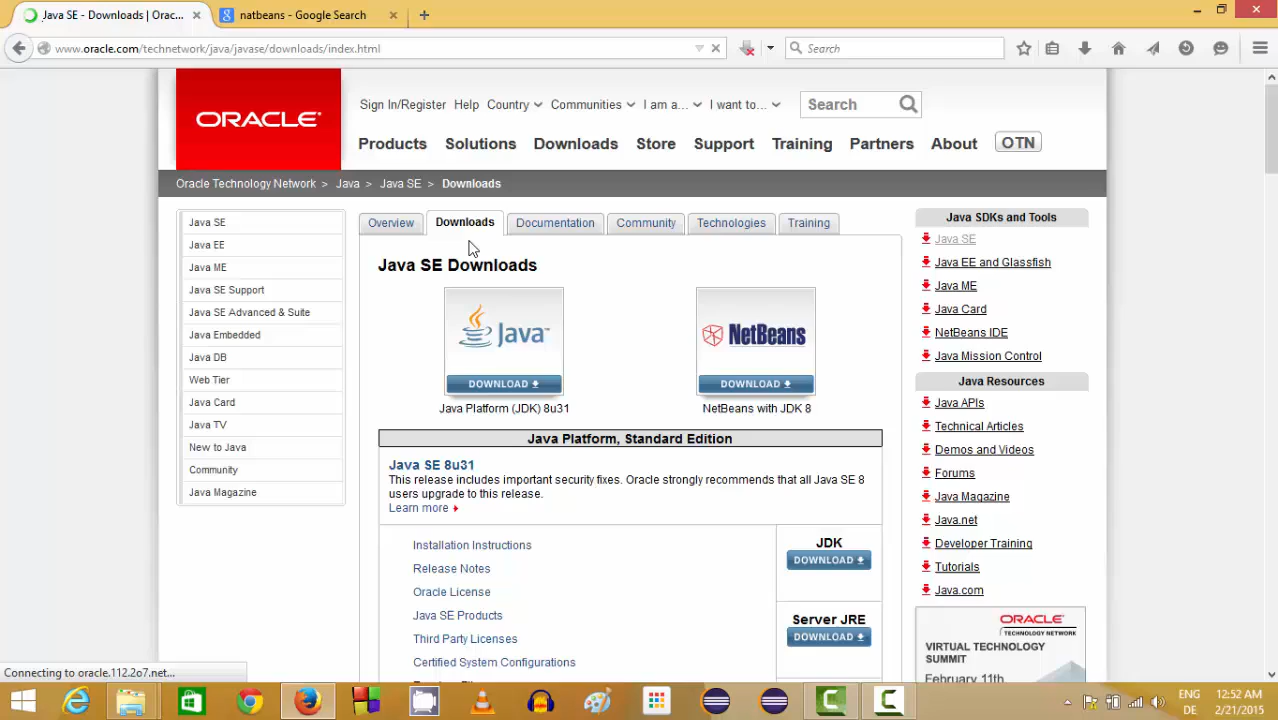 Java SE - Downloads | Orac...
natbeans - Google Search
www.oracle.com/technetwork/java/javase/downloads/index.html
Search
ORACLE
Sign In/Register Help Country Communities I am a... I want to...
Search
Products Solutions Downloads Store Support Training Partners About OTN
Oracle Technology Network > Java > Java SE > Downloads
Java SE
Java EE
Java ME
Java SE Support
Java SE Advanced & Suite
Java Embedded
Java DB
Web Tier
Java Card
Java TV
New to Java
Community
Java Magazine
Overview Downloads Documentation Community Technologies Training
Java SE Downloads
Java
DOWNLOAD
Java Platform (JDK) 8u31
NetBeans
DOWNLOAD
NetBeans with JDK 8
Java Platform, Standard Edition
Java SE 8u31
This release includes important security fixes. Oracle strongly recommends that all Java SE 8
users upgrade to this release.
Learn more
Installation Instructions
Release Notes
Oracle License
Java SE Products
Third Party Licenses
Certified System Configurations
JDK
DOWNLOAD
Server JRE
DOWNLOAD
Java SDKs and Tools
Java SE
Java EE and Glassfish
Java ME
Java Card
NetBeans IDE
Java Mission Control
Java Resources
Java APIs
Technical Articles
Demos and Videos
Forums
Java Magazine
Java.net
Developer Training
Tutorials
Java.com
ORACLE
TECHNOLOGY NETWORK
VIRTUAL TECHNOLOGY
SUMMIT
February 11th
Connecting to oracle.112.2o7.net...
ENG
DE
12:52 AM
2/21/2015